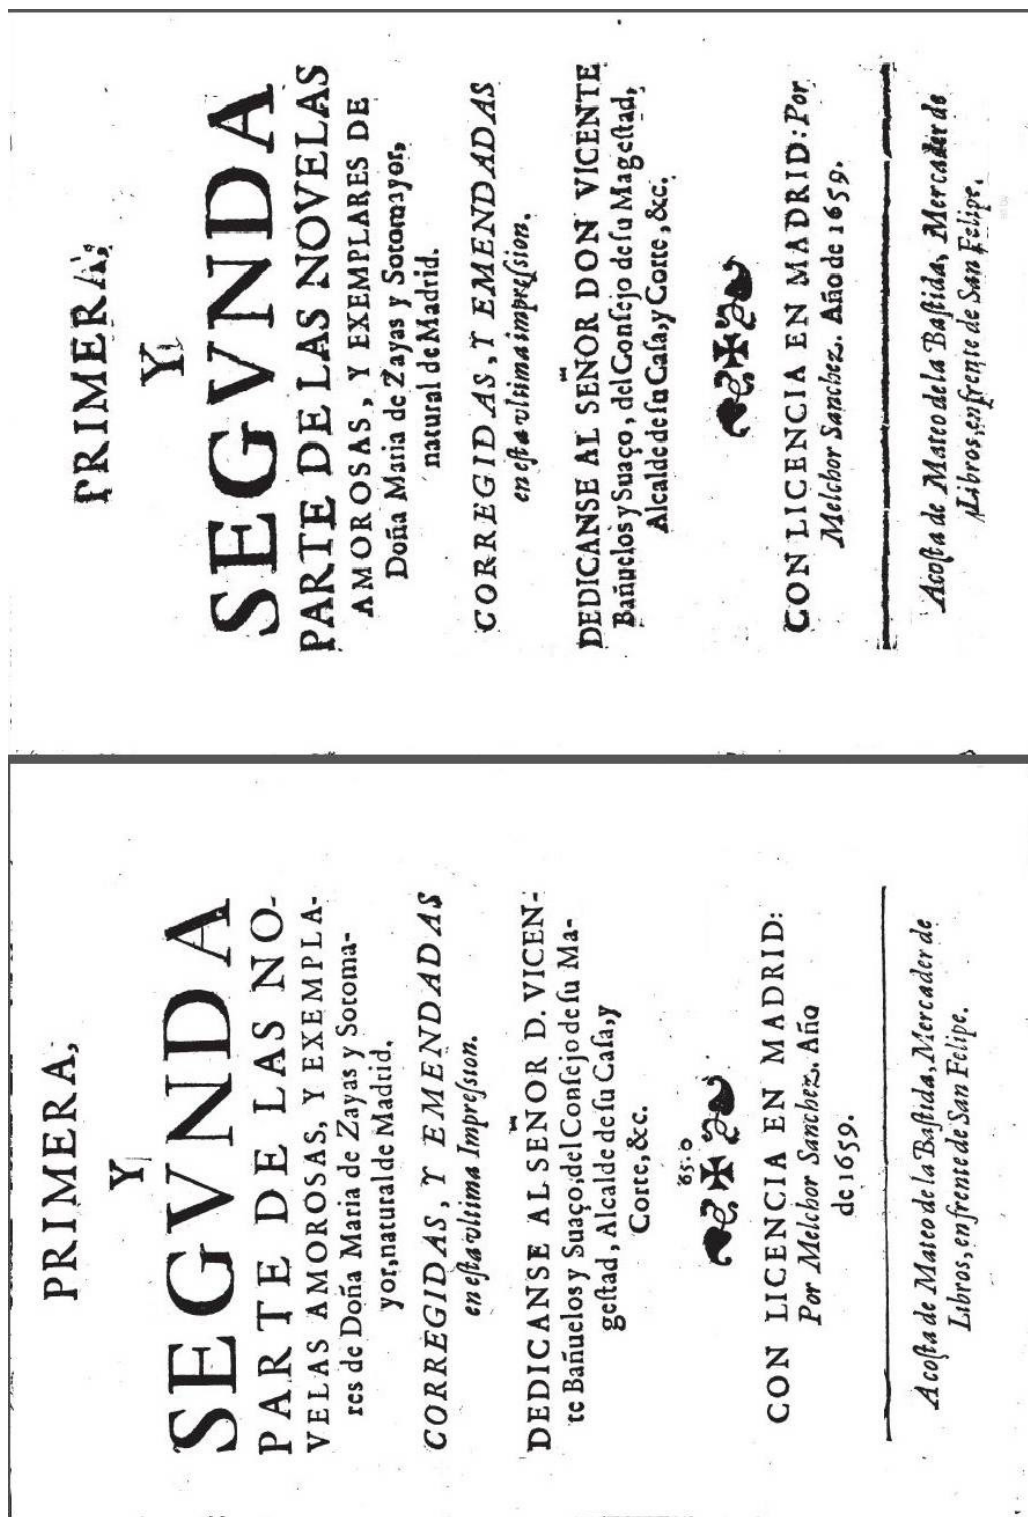 PRIMERA,
Y
SEGVNDA
PARTE DE LAS NO-
VELAS AMOROSAS, Y EXEMPLA-
res de Doña Maria de Zayas y Sotoma-
yor, natural de Madrid.
CORREGIDAS, Y EMENDADAS
en eſta vltima Impreſsion.
DEDICANSE AL SEÑOR D. VICEN-
te Bañuelos y Suaço, del Conſejo de ſu Ma-
geſtad, Alcalde de ſu Caſa, y
Corte, &c.
CON LICENCIA EN MADRID:
Por Melchor Sanchez. Año
de 1659.
A coſta de Mateo de la Baſtida, Mercader de
Libros, enfrente de San Felipe.
PRIMERA,
Y
SEGVNDA
PARTE DE LAS NOVELAS
AMOROSAS, Y EXEMPLARES DE
Doña Maria de Zayas y Sotomayor,
natural de Madrid.
CORREGIDAS, Y EMENDADAS
en eſta vltima impreſsion.
DEDICANSE AL SEÑOR DON VICENTE
Bañuelos y Suaço, del Conſejo de ſu Mageſtad,
Alcalde de ſu Caſa, y Corte, &c.
CON LICENCIA EN MADRID: Por
Melchor Sanchez. Año de 1659.
A coſta de Mateo de la Baſtida, Mercader de
Libros, enfrente de San Felipe.